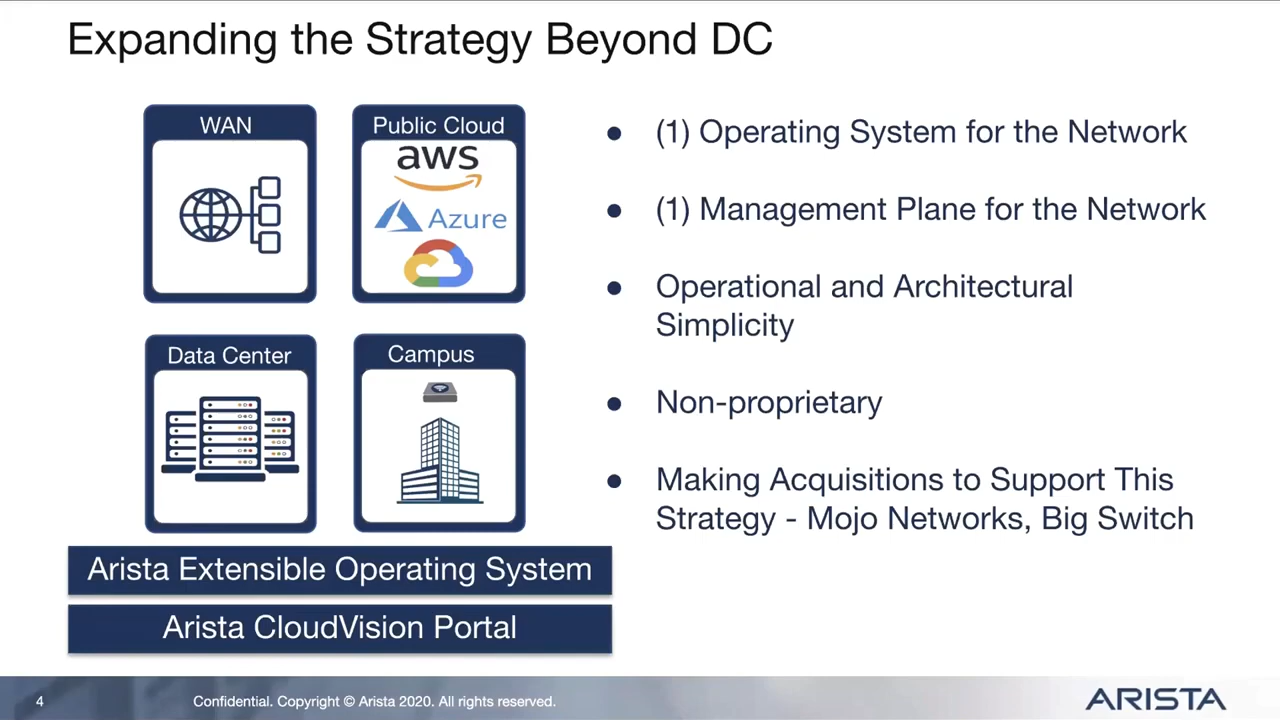 Expanding the Strategy Beyond DC
WAN
Public Cloud
aws
Azure
Data Center
Campus
Arista Extensible Operating System
Arista CloudVision Portal
● (1) Operating System for the Network
● (1) Management Plane for the Network
● Operational and Architectural
Simplicity
● Non-proprietary
● Making Acquisitions to Support This
Strategy - Mojo Networks, Big Switch
4
Confidential. Copyright © Arista 2020. All rights reserved.
ARISTA